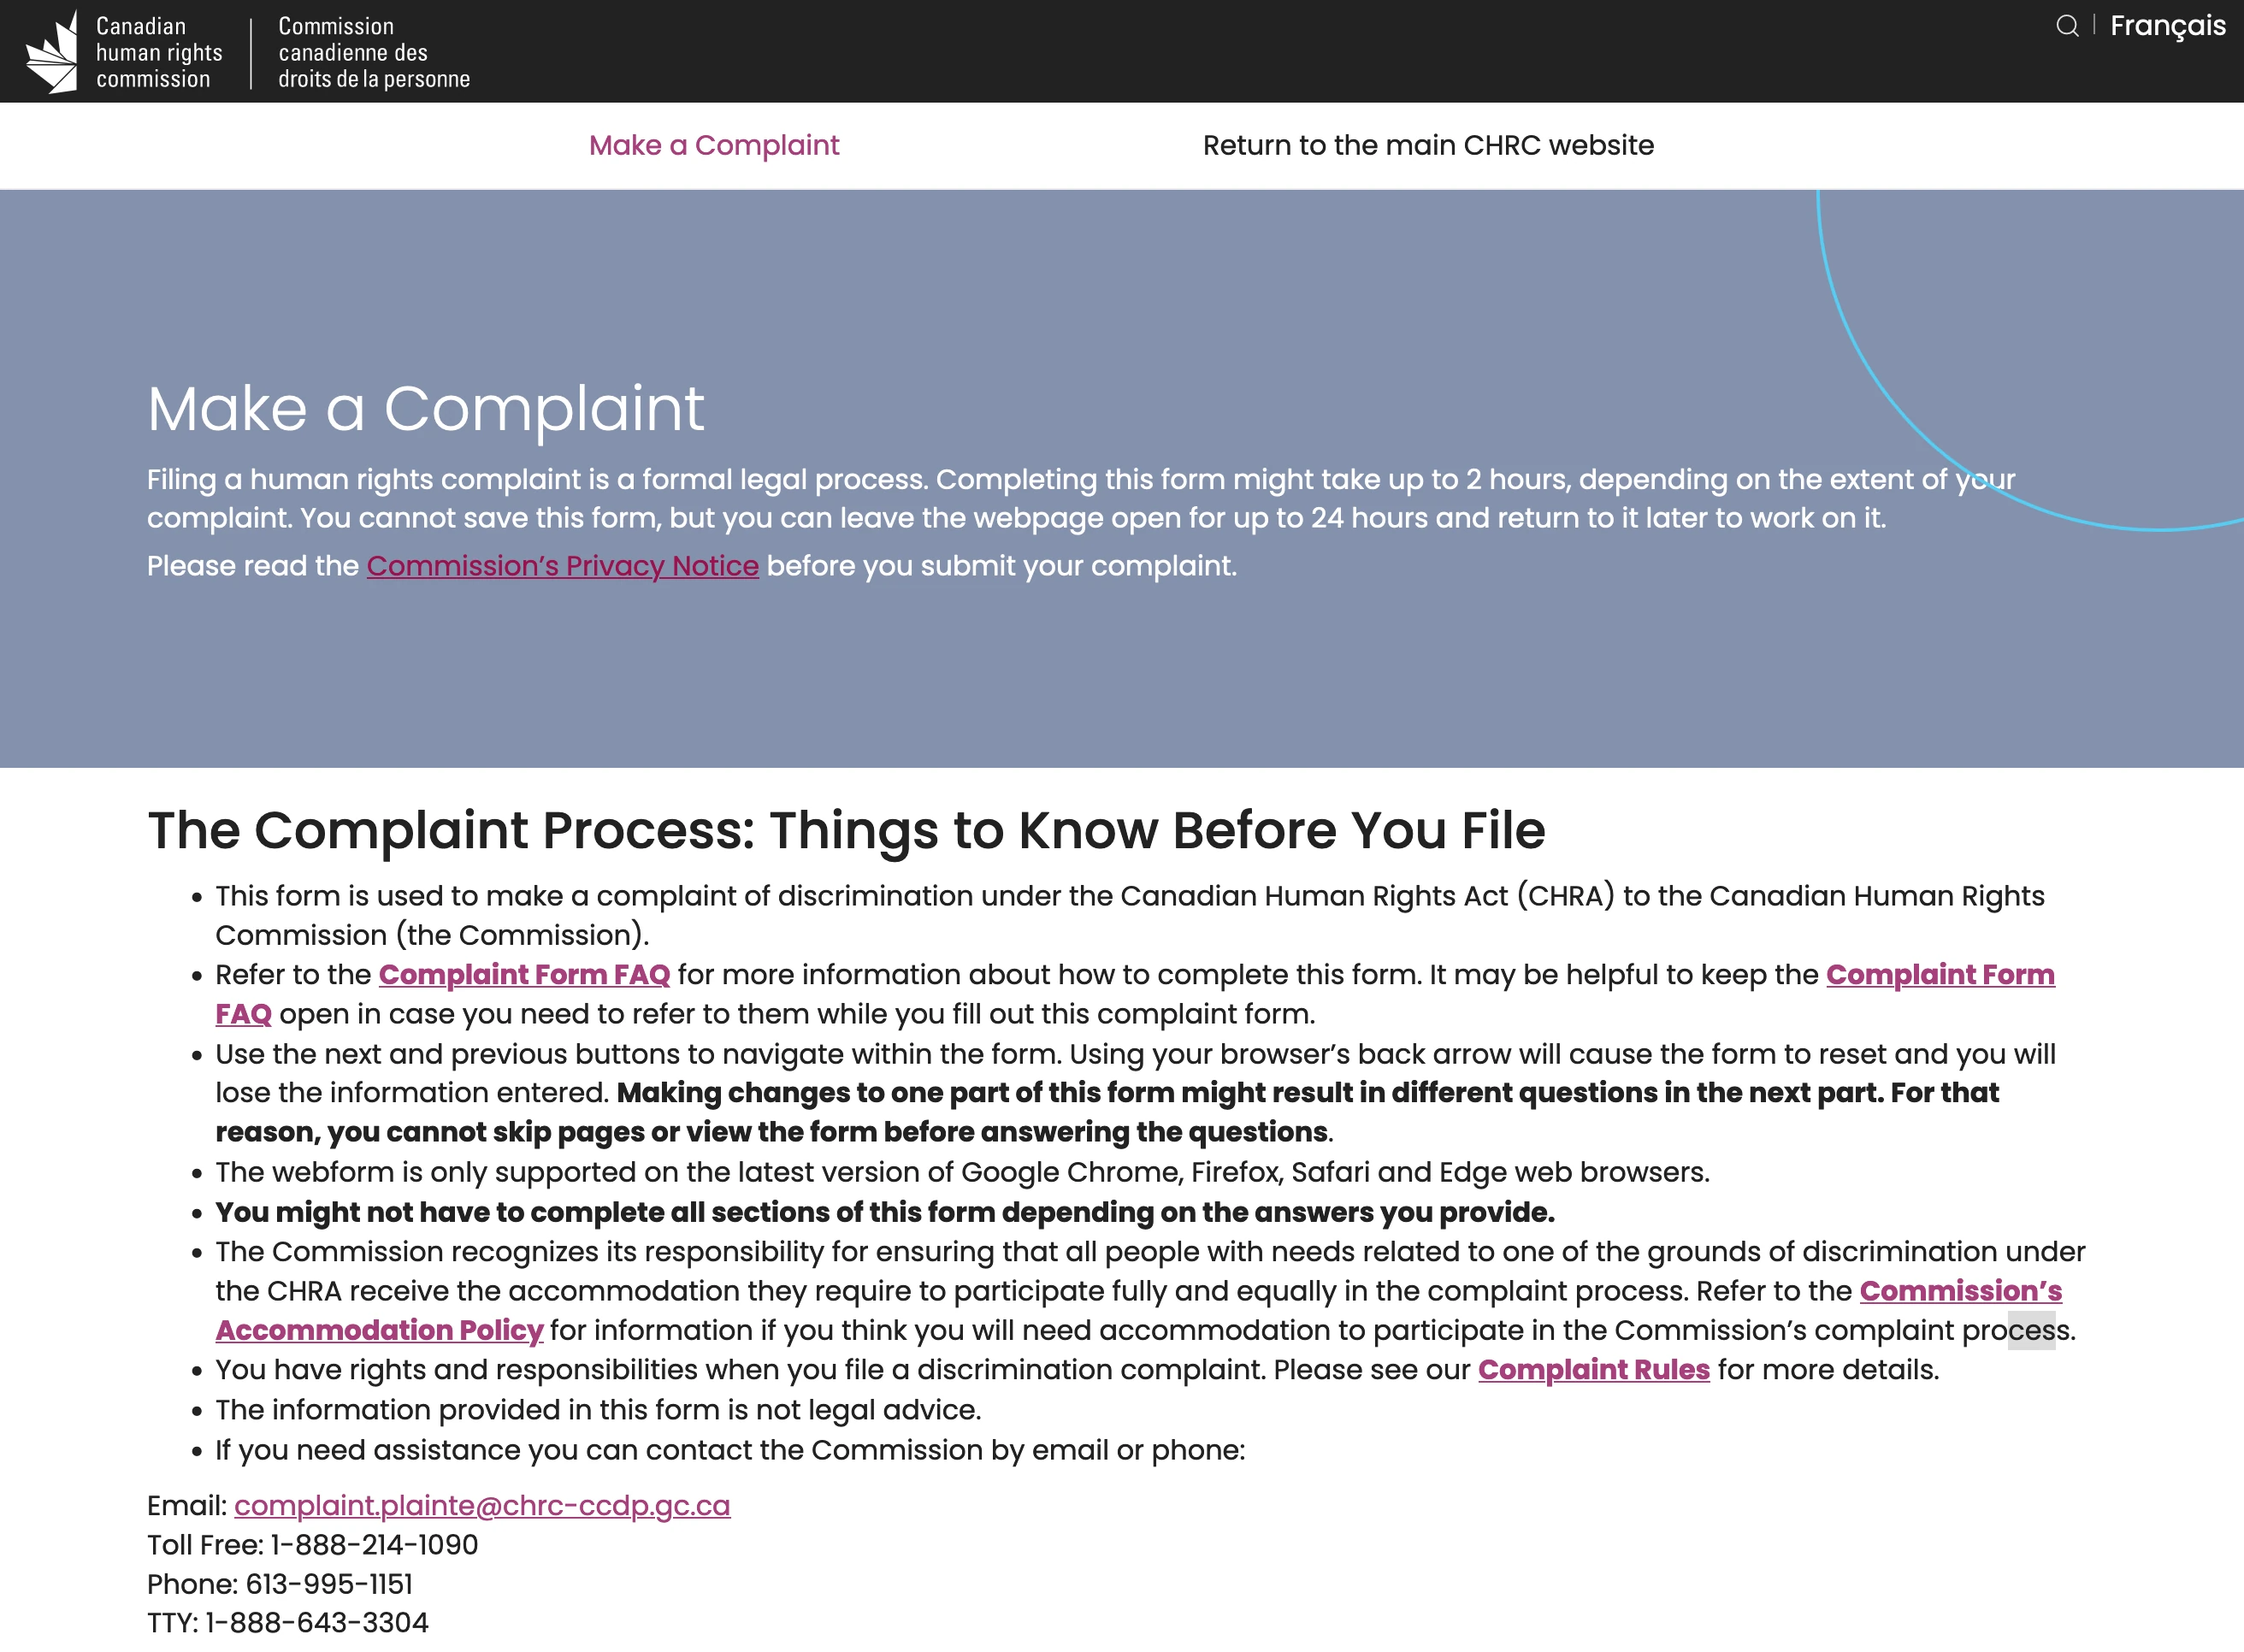 Canadian
human rights
commission
Commission
canadienne des
droits de la personne
Français
Make a Complaint
Return to the main CHRC website
Make a Complaint
Filing a human rights complaint is a formal legal process. Completing this form might take up to 2 hours, depending on the extent of your
complaint. You cannot save this form, but you can leave the webpage open for up to 24 hours and return to it later to work on it.
Please read the Commission’s Privacy Notice before you submit your complaint.
The Complaint Process: Things to Know Before You File
• This form is used to make a complaint of discrimination under the Canadian Human Rights Act (CHRA) to the Canadian Human Rights
Commission (the Commission).
• Refer to the Complaint Form FAQ for more information about how to complete this form. It may be helpful to keep the Complaint Form
FAQ open in case you need to refer to them while you fill out this complaint form.
• Use the next and previous buttons to navigate within the form. Using your browser’s back arrow will cause the form to reset and you will
lose the information entered. Making changes to one part of this form might result in different questions in the next part. For that
reason, you cannot skip pages or view the form before answering the questions.
• The webform is only supported on the latest version of Google Chrome, Firefox, Safari and Edge web browsers.
• You might not have to complete all sections of this form depending on the answers you provide.
• The Commission recognizes its responsibility for ensuring that all people with needs related to one of the grounds of discrimination under
the CHRA receive the accommodation they require to participate fully and equally in the complaint process. Refer to the Commission’s
Accommodation Policy for information if you think you will need accommodation to participate in the Commission’s complaint process.
• You have rights and responsibilities when you file a discrimination complaint. Please see our Complaint Rules for more details.
• The information provided in this form is not legal advice.
• If you need assistance you can contact the Commission by email or phone:
Email: complaint.plainte@chrc-ccdp.gc.ca
Toll Free: 1-888-214-1090
Phone: 613-995-1151
TTY: 1-888-643-3304